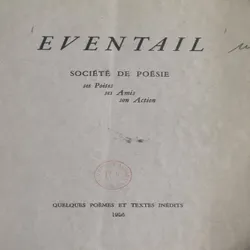 'EVENTAIL'
SOCIÉTÉ DE POÉSIE
ses Poètes
ses Amis
son Action
QUELQUES POÈMES ET TEXTES INÉDITS